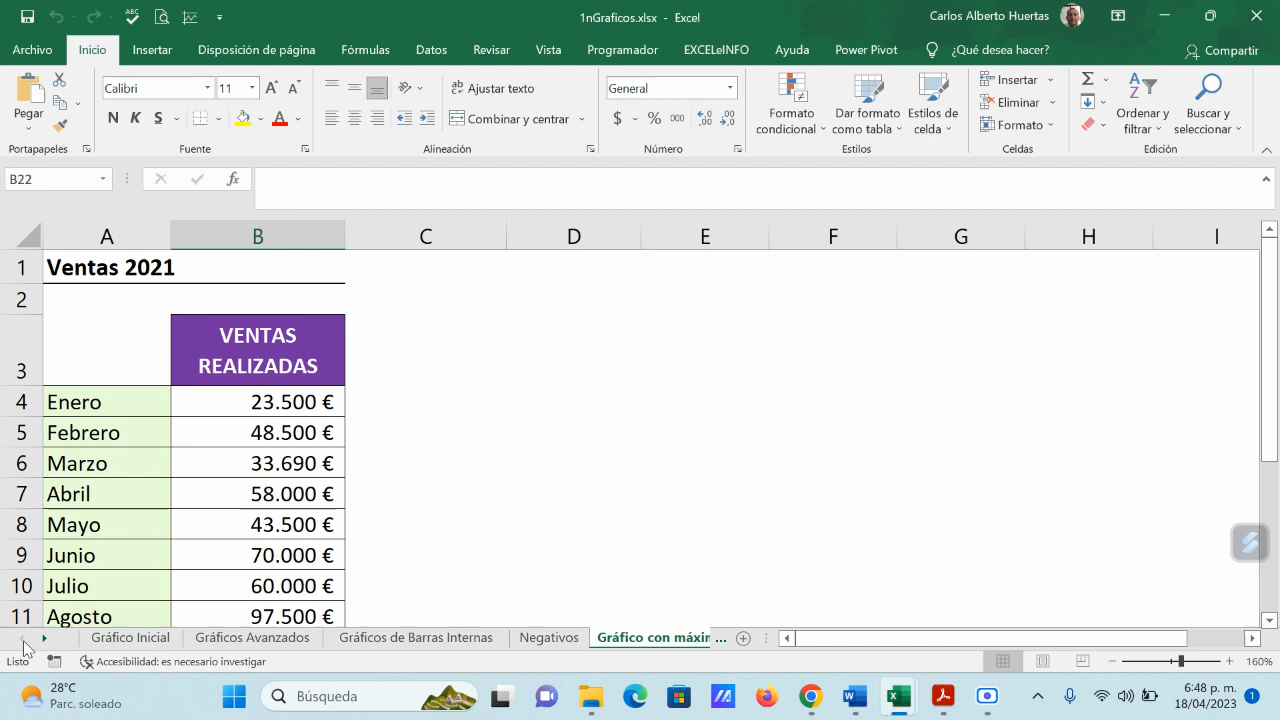 ABC
1nGraficos.xlsx - Excel
Carlos Alberto Huertas
Archivo Inicio Insertar Disposición de página Fórmulas Datos Revisar Vista Programador EXCELeINFO Ayuda Power Pivot ¿Qué desea hacer? Compartir
Pegar
Calibri 11
N K S
A A
ab Ajustar texto
Combinar y centrar
General
$ % 000
Formato condicional
Dar formato como tabla
Estilos de celda
Insertar
Eliminar
Formato
Ordenar y filtrar
Buscar y seleccionar
Portapapeles Fuente Alineación Número Estilos Celdas Edición
B22 fx
A B C D E F G H I
1 Ventas 2021
2
3 VENTAS REALIZADAS
4 Enero 23.500 €
5 Febrero 48.500 €
6 Marzo 33.690 €
7 Abril 58.000 €
8 Mayo 43.500 €
9 Junio 70.000 €
10 Julio 60.000 €
11 Agosto 97.500 €
Gráfico Inicial Gráficos Avanzados Gráficos de Barras Internas Negativos Gráfico con máxin ...
Listo Accesibilidad: es necesario investigar 160%
28°C
Parc. soleado
Búsqueda
6:48 p. m.
18/04/2023
1